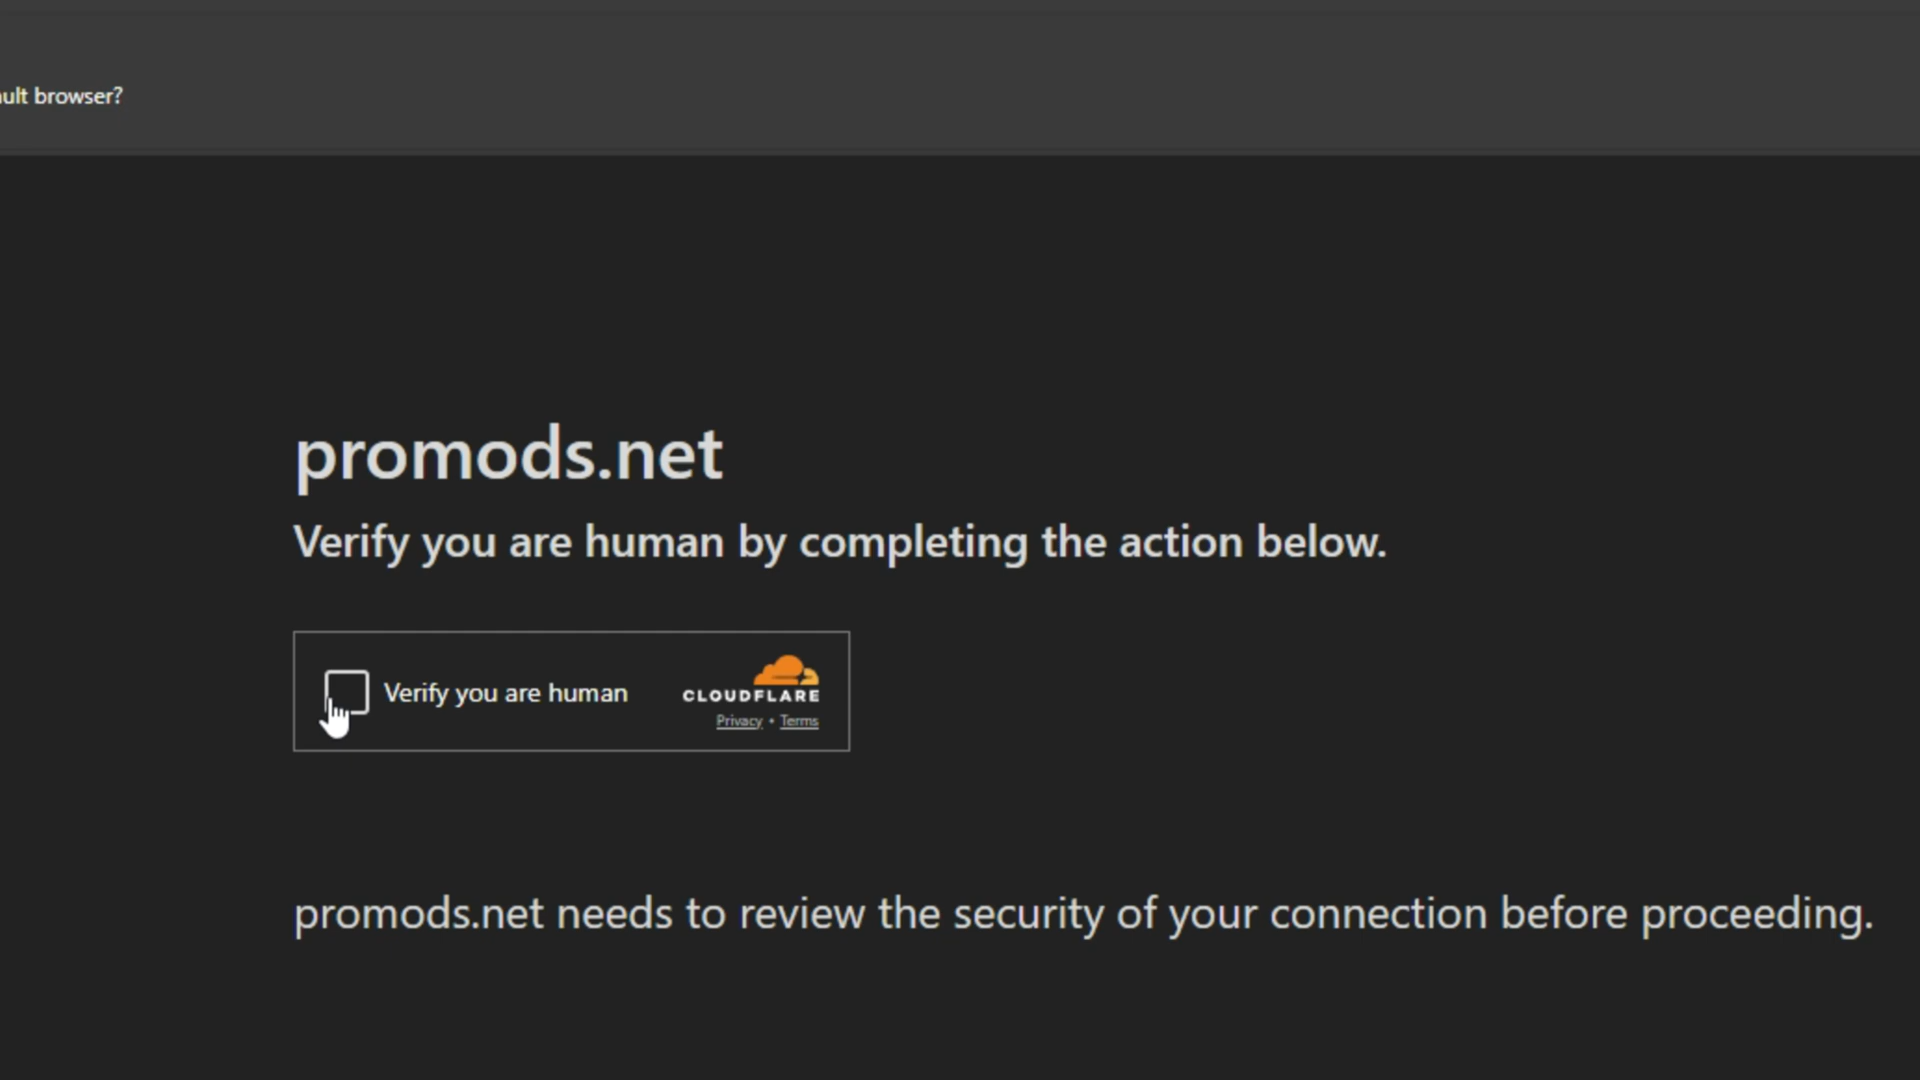 ult browser?
promods.net
Verify you are human by completing the action below.
Verify you are human
CLOUDFLARE
Privacy • Terms
promods.net needs to review the security of your connection before proceeding.